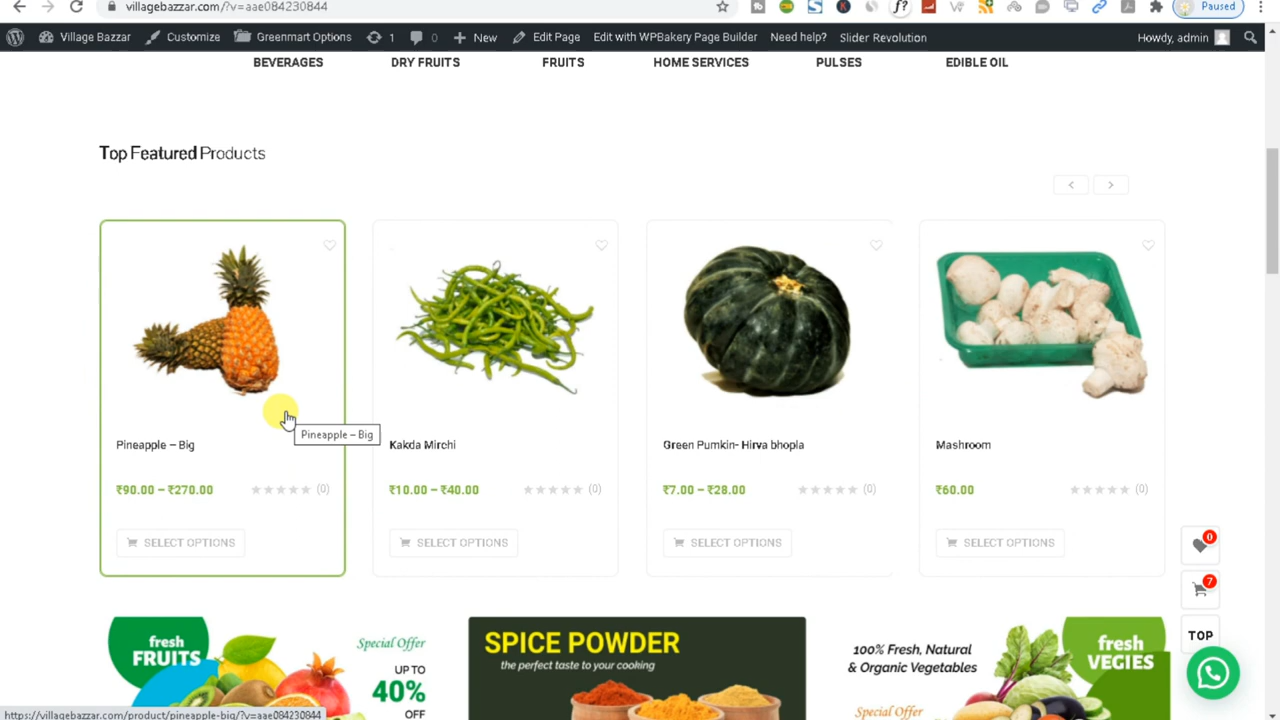 villagebazzar.com/?v=aae084230844
Paused
Village Bazzar Customize Greenmart Options 1 0 New Edit Page Edit with WPBakery Page Builder Need help? Slider Revolution Howdy, admin
BEVERAGES DRY FRUITS FRUITS HOME SERVICES PULSES EDIBLE OIL
Top Featured Products
Pineapple – Big
Pineapple – Big Kakda Mirchi Green Pumkin- Hirva bhopla Mashroom
₹90.00 – ₹270.00 (0) ₹10.00 – ₹40.00 (0) ₹7.00 – ₹28.00 (0) ₹60.00 (0)
SELECT OPTIONS SELECT OPTIONS SELECT OPTIONS SELECT OPTIONS
0
7
TOP
fresh
FRUITS
Special Offer
UP TO
40%
OFF
SPICE POWDER
the perfect taste to your cooking
100% Fresh, Natural
& Organic Vegetables
Special Offer
fresh
VEGIES
https://villagebazzar.com/product/pineapple-big/?v=aae084230844